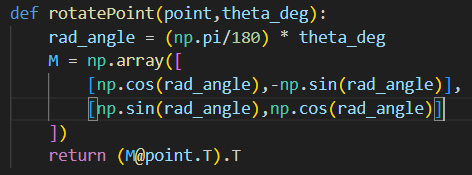 def rotatePoint(point,theta_deg):
    rad_angle = (np.pi/180) * theta_deg
    M = np.array([
        [np.cos(rad_angle),-np.sin(rad_angle)],
        [np.sin(rad_angle),np.cos(rad_angle)]
    ])
    return (M@point.T).T